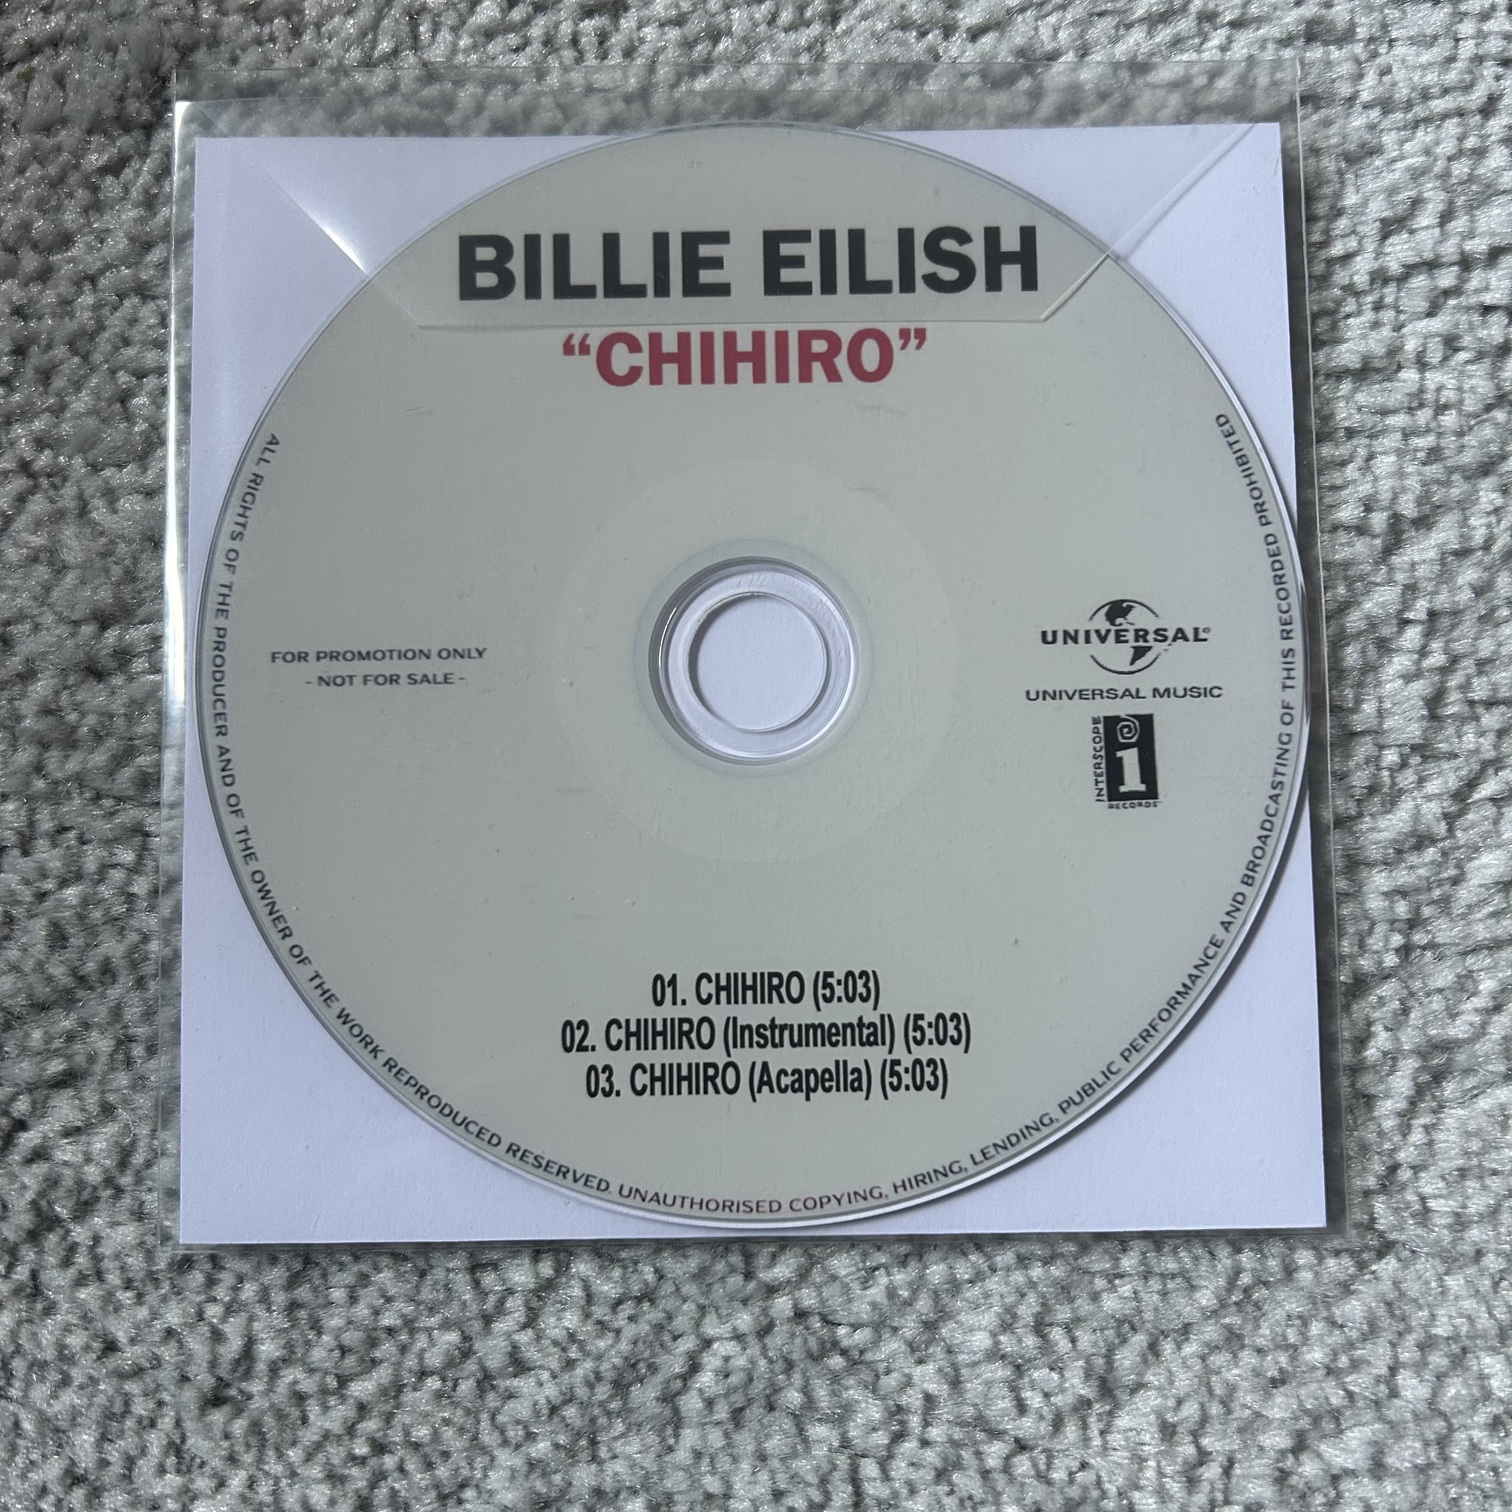 BILLIE EILISH
“CHIHIRO”
FOR PROMOTION ONLY
- NOT FOR SALE -
UNIVERSAL
UNIVERSAL MUSIC
INTERSCOPE
i
RECORDS
01. CHIHIRO (5:03)
02. CHIHIRO (Instrumental) (5:03)
03. CHIHIRO (Acapella) (5:03)
ALL RIGHTS OF THE PRODUCER AND OF THE OWNER OF THE WORK REPRODUCED RESERVED. UNAUTHORISED COPYING, HIRING, LENDING, PUBLIC PERFORMANCE AND BROADCASTING OF THIS RECORDED PROHIBITED